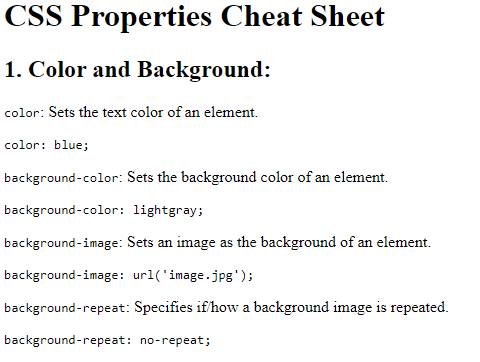 CSS Properties Cheat Sheet
1. Color and Background:
color: Sets the text color of an element.
color: blue;
background-color: Sets the background color of an element.
background-color: lightgray;
background-image: Sets an image as the background of an element.
background-image: url('image.jpg');
background-repeat: Specifies if/how a background image is repeated.
background-repeat: no-repeat;